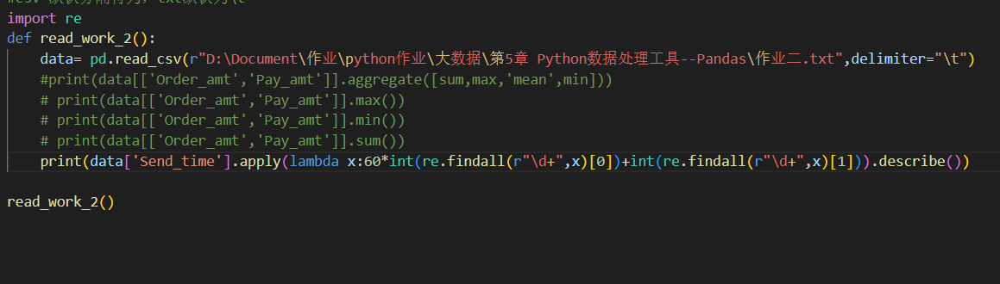 import re
def read_work_2():
    data= pd.read_csv(r"D:\Document\作业\python作业\大数据\第5章 Python数据处理工具--Pandas\作业二.txt",delimiter="\t")
    #print(data[['Order_amt','Pay_amt']].aggregate([sum,max,'mean',min]))
    # print(data[['Order_amt','Pay_amt']].max())
    # print(data[['Order_amt','Pay_amt']].min())
    # print(data[['Order_amt','Pay_amt']].sum())
    print(data['Send_time'].apply(lambda x:60*int(re.findall(r"\d+",x)[0])+int(re.findall(r"\d+",x)[1])).describe())
read_work_2()